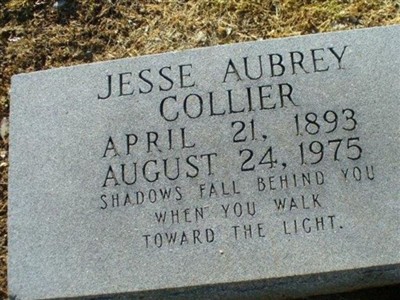 JESSE AUBREY
COLLIER
APRIL 21, 1893
AUGUST 24, 1975
SHADOWS FALL BEHIND YOU
WHEN YOU WALK
TOWARD THE LIGHT.